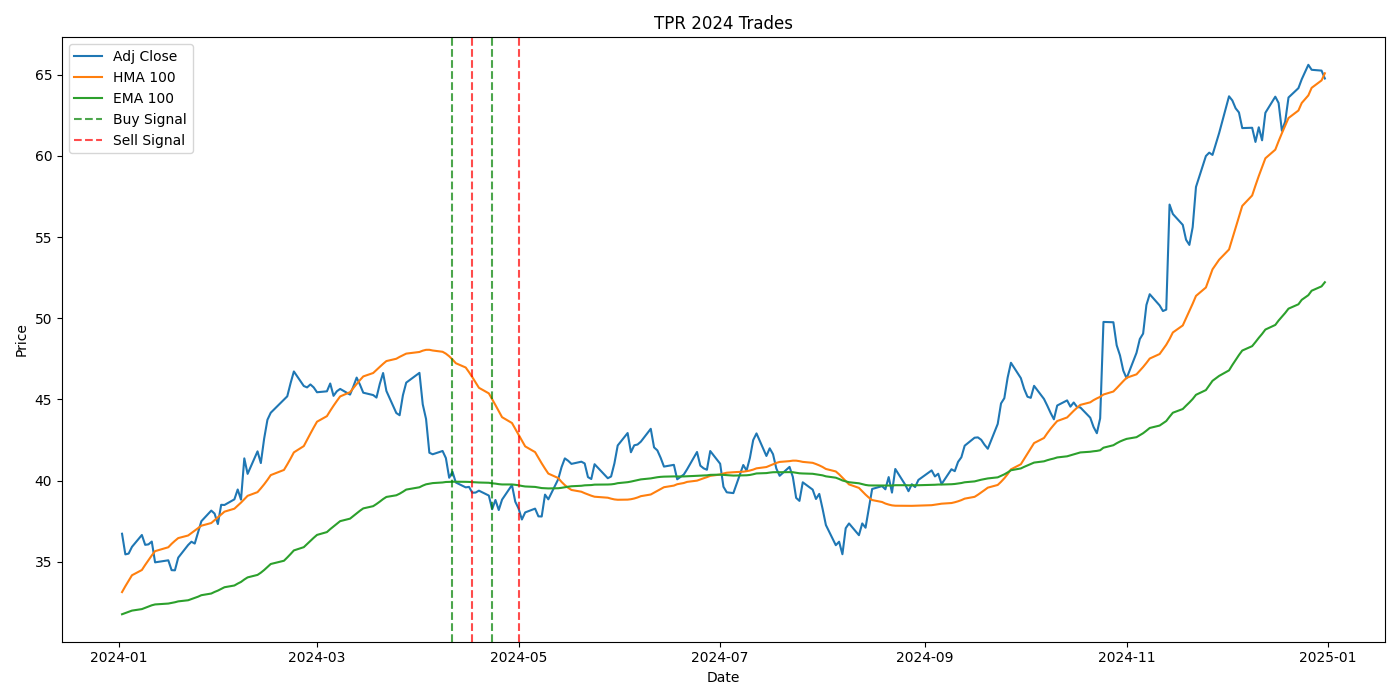 TPR 2024 Trades
Adj Close
HMA 100
EMA 100
Buy Signal
Sell Signal
Price
65
60
55
50
45
40
35
2024-01
2024-03
2024-05
2024-07
2024-09
2024-11
2025-01
Date